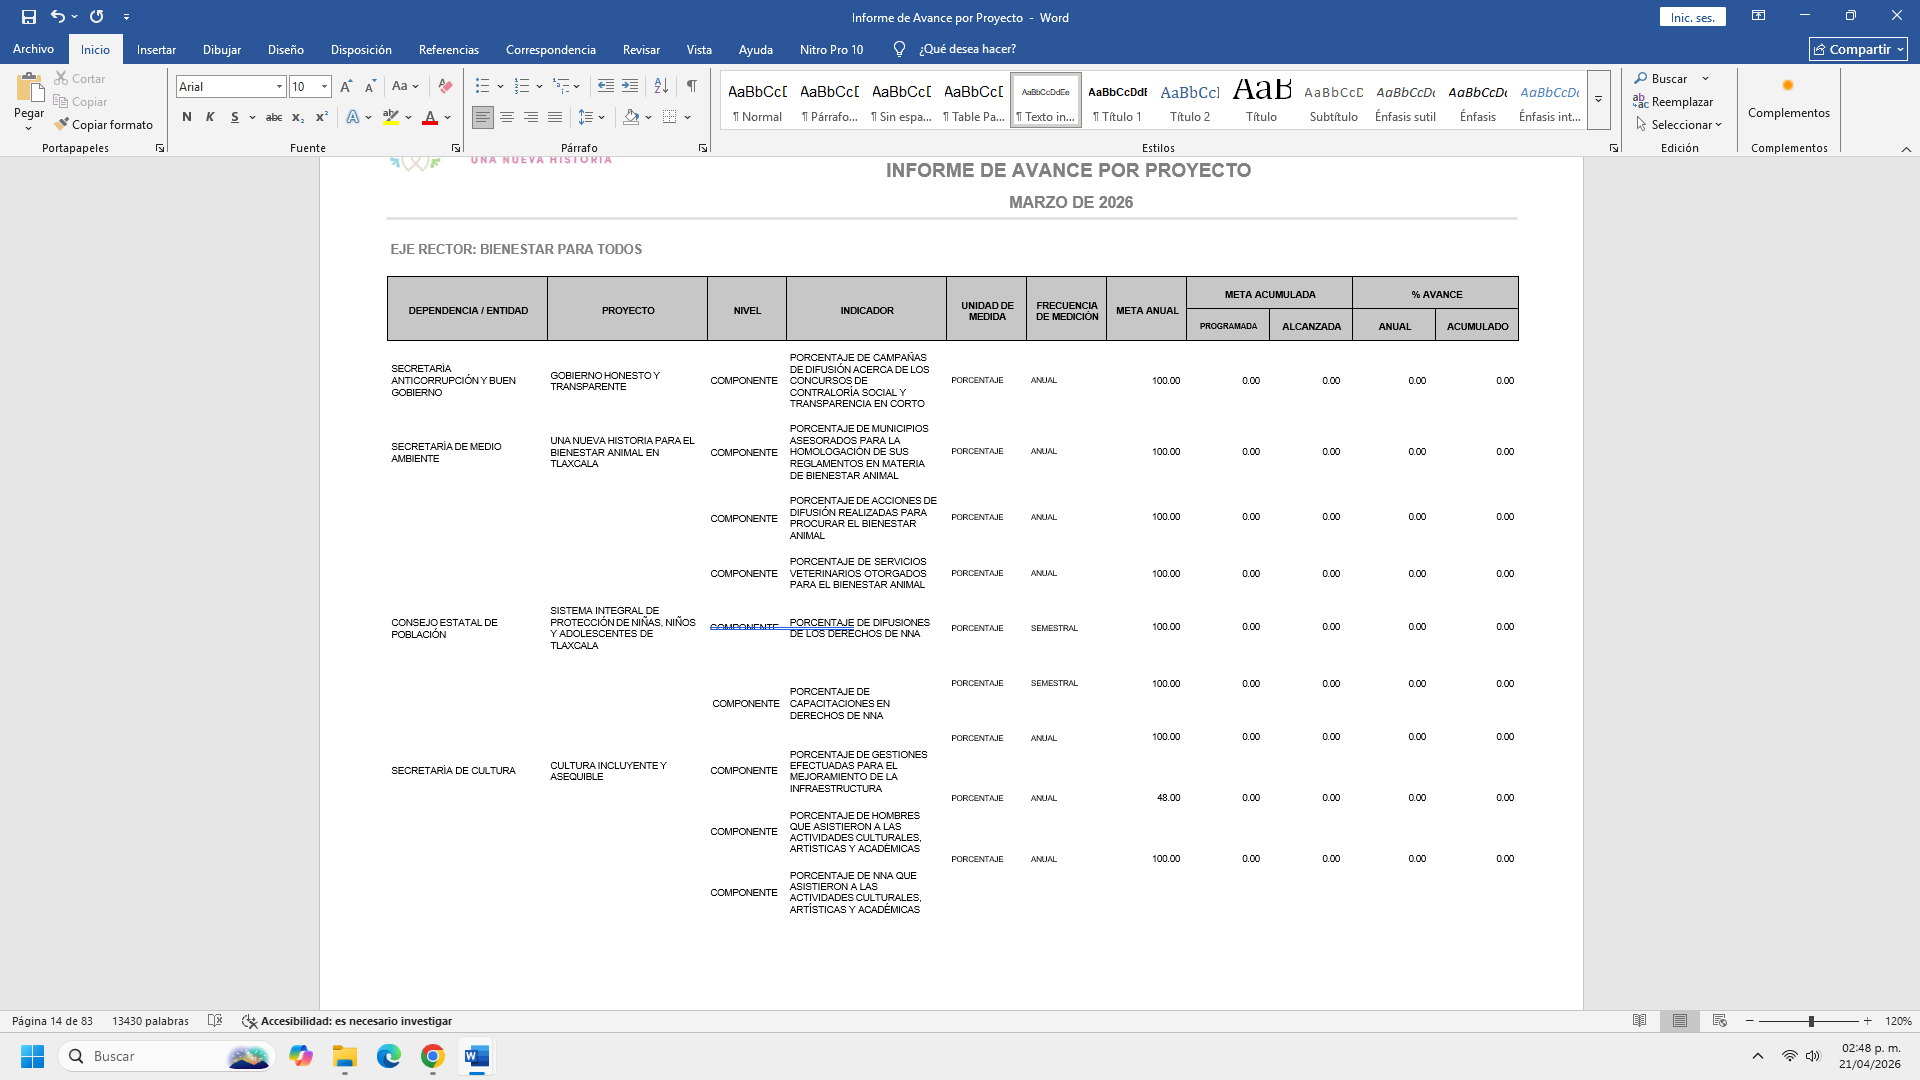 Informe de Avance por Proyecto - Word
Inic. ses.
Archivo Inicio Insertar Dibujar Diseño Disposición Referencias Correspondencia Revisar Vista Ayuda Nitro Pro 10 ¿Qué desea hacer? Compartir
Pegar
Cortar
Copiar
Copiar formato
Portapapeles
Arial 10
N K S abc x₂ x²
Fuente
Párrafo
AaBbCcI AaBbCcI AaBbCcI AaBbCcI AaBbCcDdEe AaBbCcDdI AaBbCcI AaB AaBbCcD AaBbCcDc AaBbCcDc AaBbCcDc
¶ Normal ¶ Párrafo... ¶ Sin espa... ¶ Table Pa... ¶ Texto in... ¶ Título 1 Título 2 Título Subtítulo Énfasis sutil Énfasis Énfasis int...
Estilos
Buscar
Reemplazar
Seleccionar
Edición
Complementos
Complementos
UNA NUEVA HISTORIA
INFORME DE AVANCE POR PROYECTO
MARZO DE 2026
EJE RECTOR: BIENESTAR PARA TODOS
DEPENDENCIA / ENTIDAD PROYECTO NIVEL INDICADOR UNIDAD DE MEDIDA FRECUENCIA DE MEDICIÓN META ANUAL META ACUMULADA % AVANCE
PROGRAMADA ALCANZADA ANUAL ACUMULADO
SECRETARÍA ANTICORRUPCIÓN Y BUEN GOBIERNO GOBIERNO HONESTO Y TRANSPARENTE COMPONENTE PORCENTAJE DE CAMPAÑAS DE DIFUSIÓN ACERCA DE LOS CONCURSOS DE CONTRALORÍA SOCIAL Y TRANSPARENCIA EN CORTO PORCENTAJE ANUAL 100.00 0.00 0.00 0.00 0.00
SECRETARÍA DE MEDIO AMBIENTE UNA NUEVA HISTORIA PARA EL BIENESTAR ANIMAL EN TLAXCALA COMPONENTE PORCENTAJE DE MUNICIPIOS ASESORADOS PARA LA HOMOLOGACIÓN DE SUS REGLAMENTOS EN MATERIA DE BIENESTAR ANIMAL PORCENTAJE ANUAL 100.00 0.00 0.00 0.00 0.00
COMPONENTE PORCENTAJE DE ACCIONES DE DIFUSIÓN REALIZADAS PARA PROCURAR EL BIENESTAR ANIMAL PORCENTAJE ANUAL 100.00 0.00 0.00 0.00 0.00
COMPONENTE PORCENTAJE DE SERVICIOS VETERINARIOS OTORGADOS PARA EL BIENESTAR ANIMAL PORCENTAJE ANUAL 100.00 0.00 0.00 0.00 0.00
CONSEJO ESTATAL DE POBLACIÓN SISTEMA INTEGRAL DE PROTECCIÓN DE NIÑAS, NIÑOS Y ADOLESCENTES DE TLAXCALA COMPONENTE PORCENTAJE DE DIFUSIONES DE LOS DERECHOS DE NNA PORCENTAJE SEMESTRAL 100.00 0.00 0.00 0.00 0.00
COMPONENTE PORCENTAJE DE CAPACITACIONES EN DERECHOS DE NNA PORCENTAJE SEMESTRAL 100.00 0.00 0.00 0.00 0.00
SECRETARÍA DE CULTURA CULTURA INCLUYENTE Y ASEQUIBLE COMPONENTE PORCENTAJE DE GESTIONES EFECTUADAS PARA EL MEJORAMIENTO DE LA INFRAESTRUCTURA PORCENTAJE ANUAL 100.00 0.00 0.00 0.00 0.00
COMPONENTE PORCENTAJE DE HOMBRES QUE ASISTIERON A LAS ACTIVIDADES CULTURALES, ARTÍSTICAS Y ACADÉMICAS PORCENTAJE ANUAL 48.00 0.00 0.00 0.00 0.00
COMPONENTE PORCENTAJE DE NNA QUE ASISTIERON A LAS ACTIVIDADES CULTURALES, ARTÍSTICAS Y ACADÉMICAS PORCENTAJE ANUAL 100.00 0.00 0.00 0.00 0.00
Página 14 de 83 13430 palabras Accesibilidad: es necesario investigar 120%
Buscar
02:48 p. m.
21/04/2026